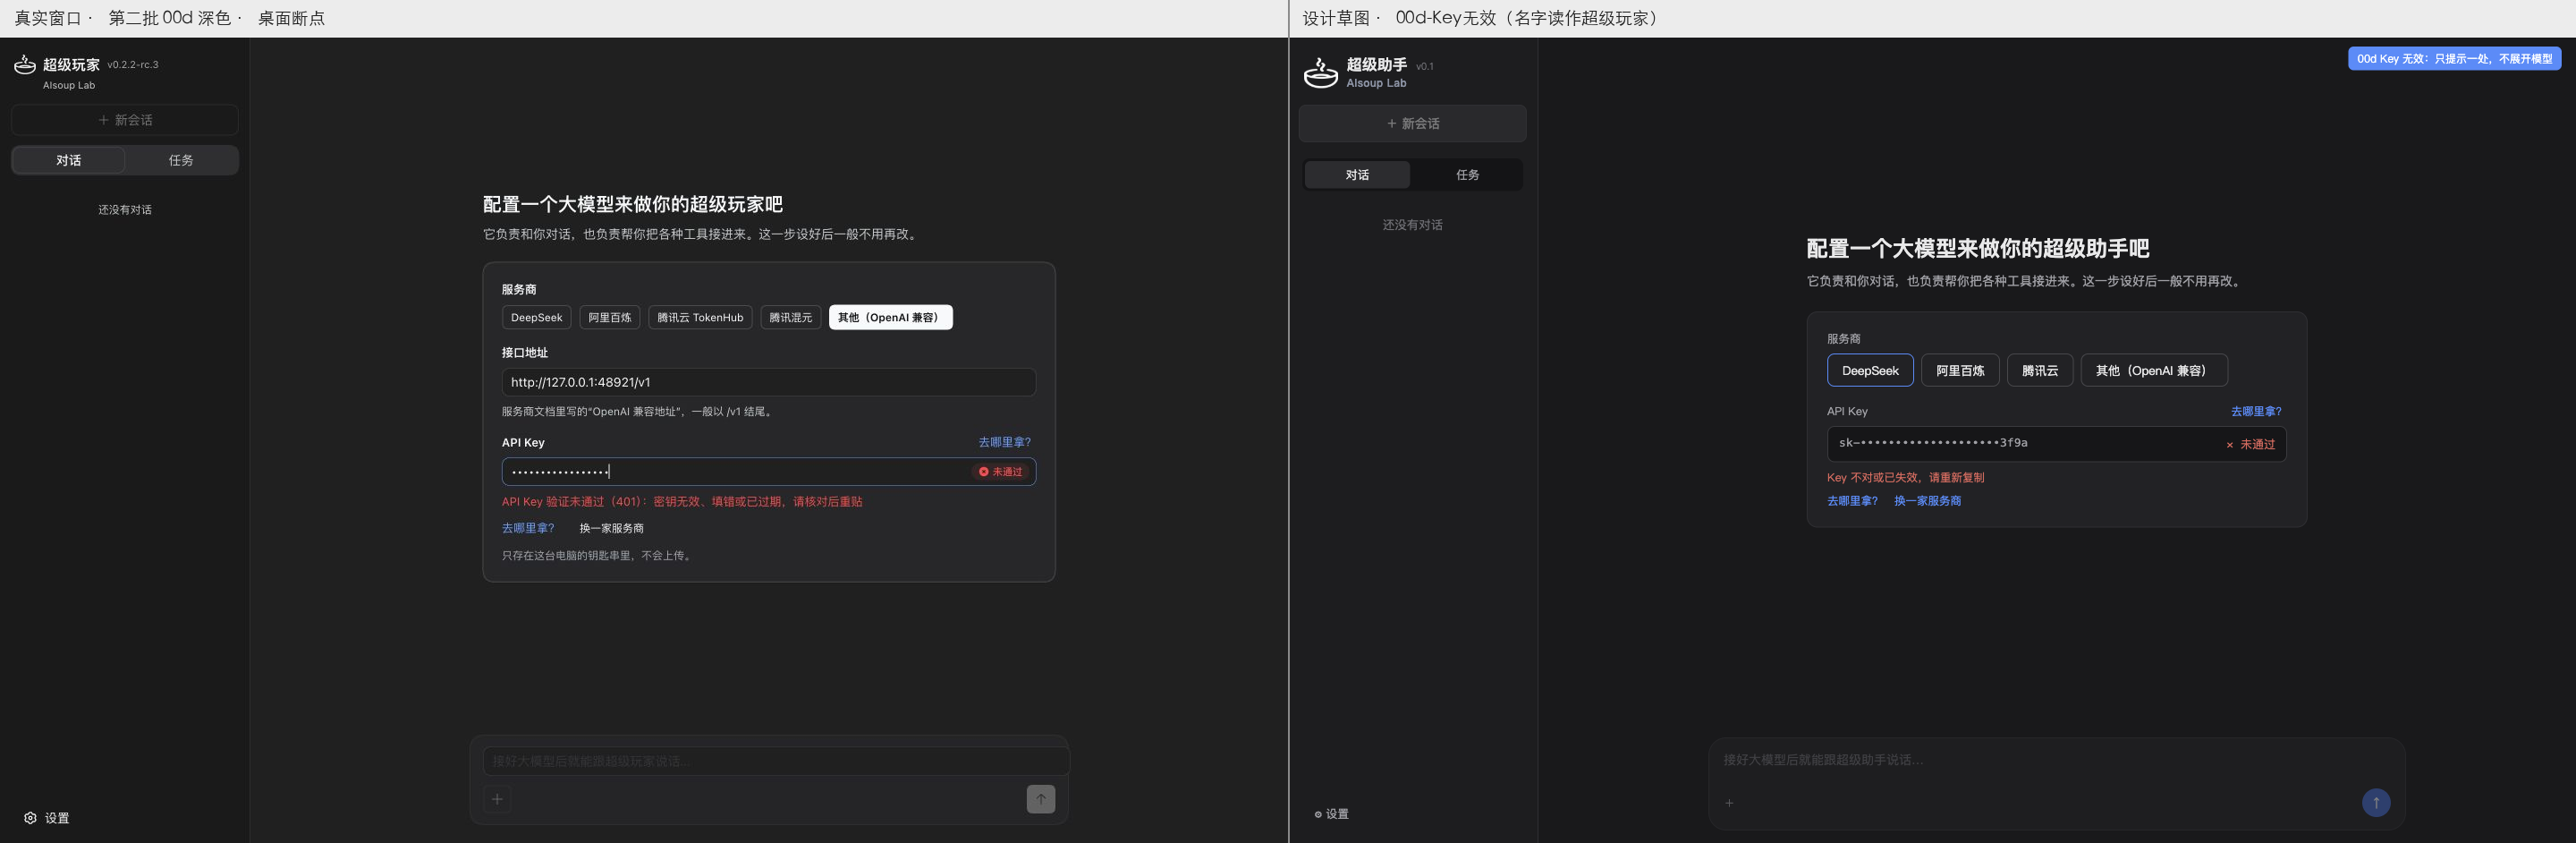 真实窗口 · 第二批 00d 深色 · 桌面断点
超级玩家 v0.2.2-rc.3
AIsoup Lab
+ 新会话
对话 任务
还没有对话
设置
配置一个大模型来做你的超级玩家吧
它负责和你对话，也负责帮你把各种工具接进来。这一步设好后一般不用再改。
服务商
DeepSeek 阿里百炼 腾讯云 TokenHub 腾讯混元 其他（OpenAI 兼容）
接口地址
http://127.0.0.1:48921/v1
服务商文档里写的“OpenAI 兼容地址”，一般以 /v1 结尾。
API Key 去哪里拿？
••••••••••••••••• 未通过
API Key 验证未通过（401）：密钥无效、填错或已过期，请核对后重贴
去哪里拿？ 换一家服务商
只存在这台电脑的钥匙串里，不会上传。
接好大模型后就能跟超级玩家说话...
设计草图 · 00d-Key无效（名字读作超级玩家）
00d Key 无效：只提示一处，不展开模型
超级助手 v0.1
AIsoup Lab
+ 新会话
对话 任务
还没有对话
设置
配置一个大模型来做你的超级助手吧
它负责和你对话，也负责帮你把各种工具接进来。这一步设好后一般不用再改。
服务商
DeepSeek 阿里百炼 腾讯云 其他（OpenAI 兼容）
API Key 去哪里拿？
sk-••••••••••••••••••••3f9a × 未通过
Key 不对或已失效，请重新复制
去哪里拿？ 换一家服务商
接好大模型后就能跟超级助手说话...